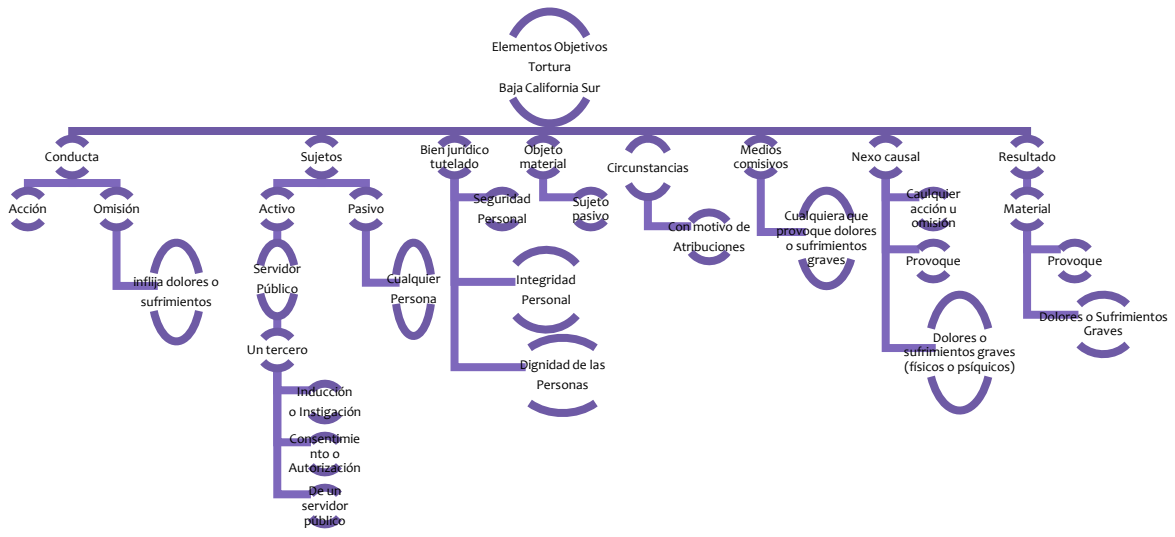 Elementos Objetivos
Tortura
Baja California Sur
Conducta
Acción
Omisión
inflija dolores o
sufrimientos
Sujetos
Activo
Servidor
Público
Un tercero
Inducción
o Instigación
Consentimie
nto o
Autorización
De un
servidor
público
Pasivo
Cualquier
Persona
Bien jurídico
tutelado
Seguridad
Personal
Integridad
Personal
Dignidad de las
Personas
Objeto
material
Sujeto
pasivo
Circunstancias
Con motivo de
Atribuciones
Medios
comisivos
Cualquiera que
provoque dolores
o sufrimientos
graves
Nexo causal
Caulquier
acción u
omisión
Provoque
Dolores o
sufrimientos graves
(físicos o psíquicos)
Resultado
Material
Provoque
Dolores o Sufrimientos
Graves